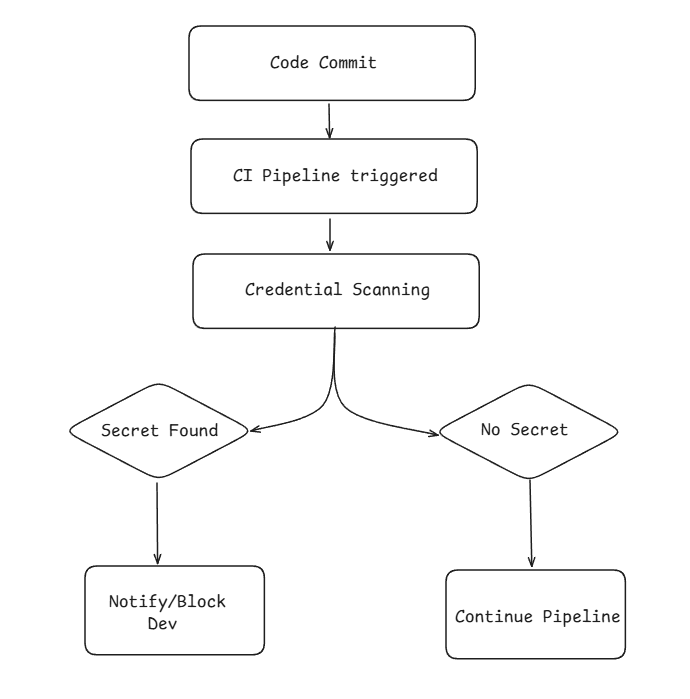 Code Commit
CI Pipeline triggered
Credential Scanning
Secret Found
No Secret
Notify/Block
Dev
Continue Pipeline